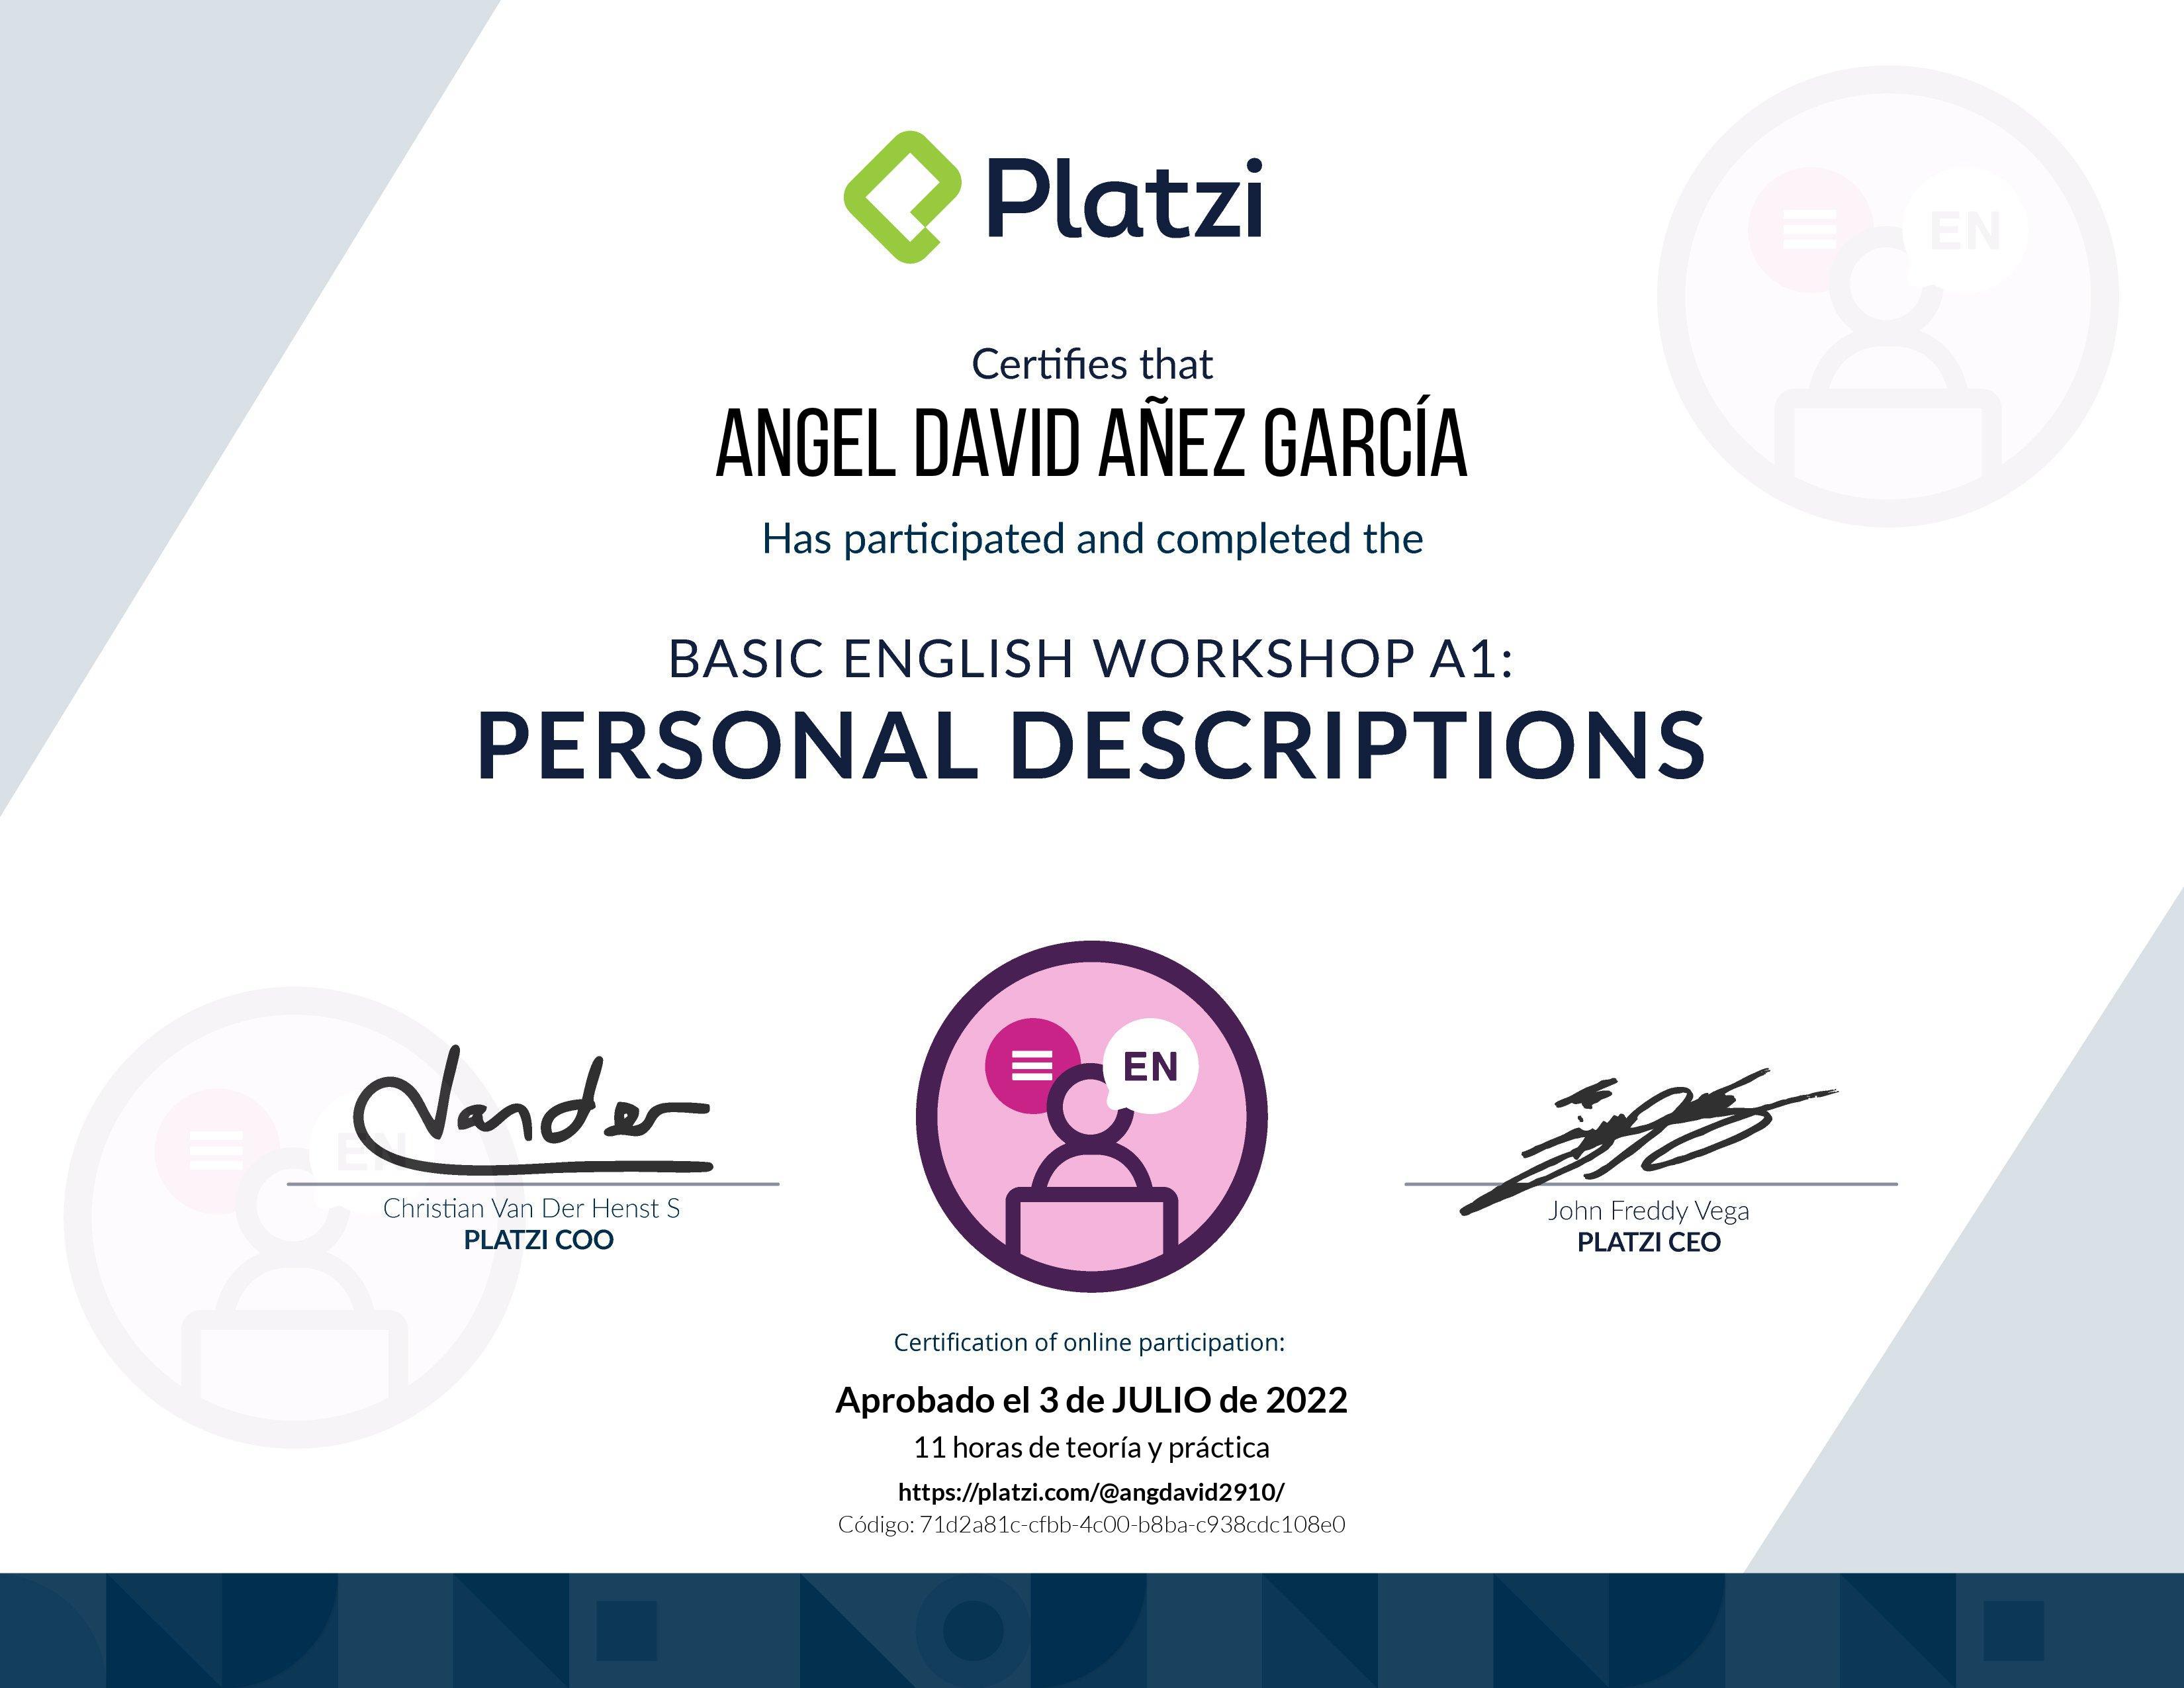 Platzi
Certifies that
ANGEL DAVID AÑEZ GARCÍA
Has participated and completed the
BASIC ENGLISH WORKSHOP A1:
PERSONAL DESCRIPTIONS
EN
EN
EN
Vander
Christian Van Der Henst S
PLATZI COO
John Freddy Vega
PLATZI CEO
Certification of online participation:
Aprobado el 3 de JULIO de 2022
11 horas de teoría y práctica
https://platzi.com/@angdavid2910/
Código: 71d2a81c-cfbb-4c00-b8ba-c938cdc108e0